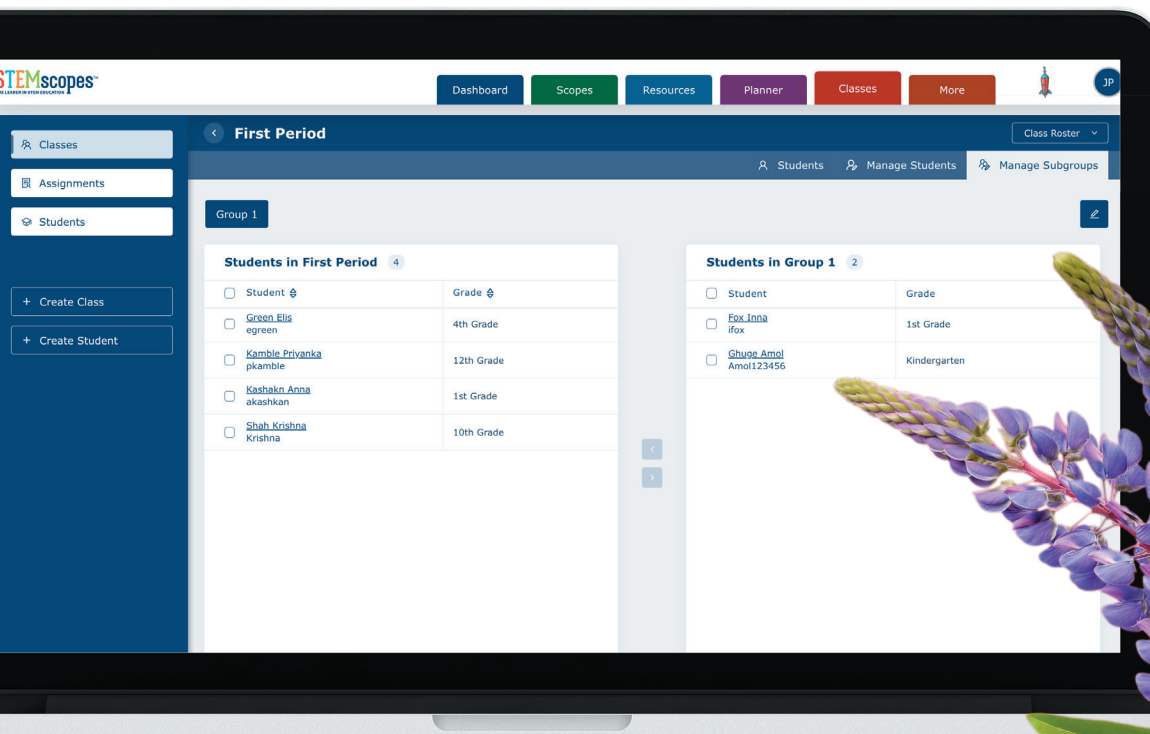 STEMscopes™
Dashboard
Scopes
Resources
Planner
Classes
More
JP
Classes
Assignments
Students
+ Create Class
+ Create Student
First Period
Class Roster
Students
Manage Students
Manage Subgroups
Group 1
Students in First Period 4
Student Grade
Green Elis
egreen
4th Grade
Kamble Priyanka
pkamble
12th Grade
Kashakn Anna
akashkan
1st Grade
Shah Krishna
Krishna
10th Grade
Students in Group 1 2
Student Grade
Fox Inna
ifox
1st Grade
Ghuge Amol
Amol123456
Kindergarten